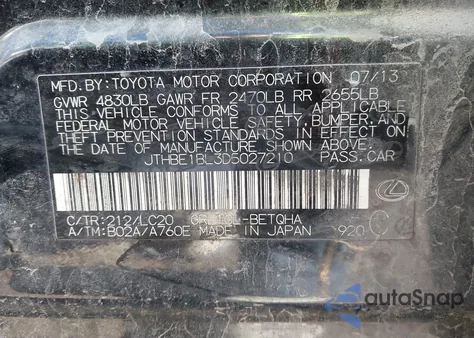 MFD. BY: TOYOTA MOTOR CORPORATION 07/13
GVWR 4830LB GAWR FR 2470LB RR 2655LB
THIS VEHICLE CONFORMS TO ALL APPLICABLE
FEDERAL MOTOR VEHICLE SAFETY, BUMPER, AND
THEFT PREVENTION STANDARDS IN EFFECT ON
THE DATE OF MANUFACTURE SHOWN ABOVE.
JTHBE1BL3D5027210 PASS. CAR
C/TR: 212/LC20 -BETQHA
A/TM: B02A/A760E MADE IN JAPAN 920 C
autoSnap